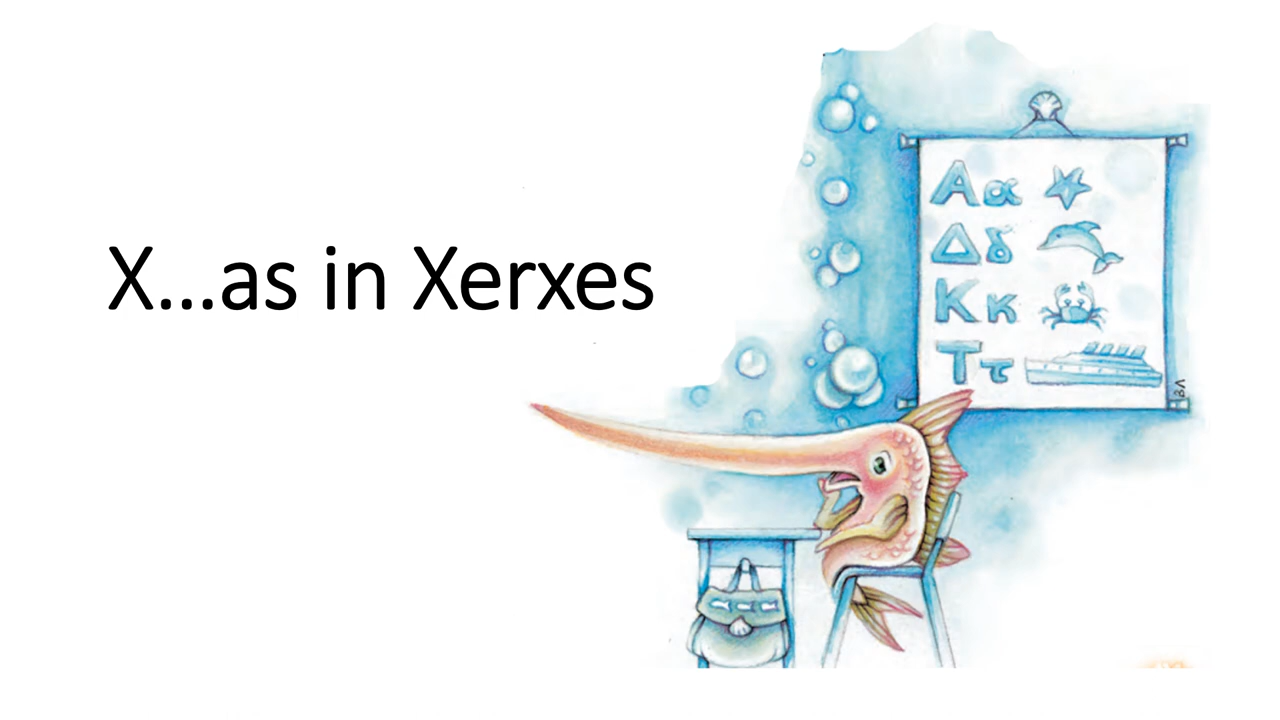 X...as in Xerxes
Αα
Δδ
Κκ
Ττ